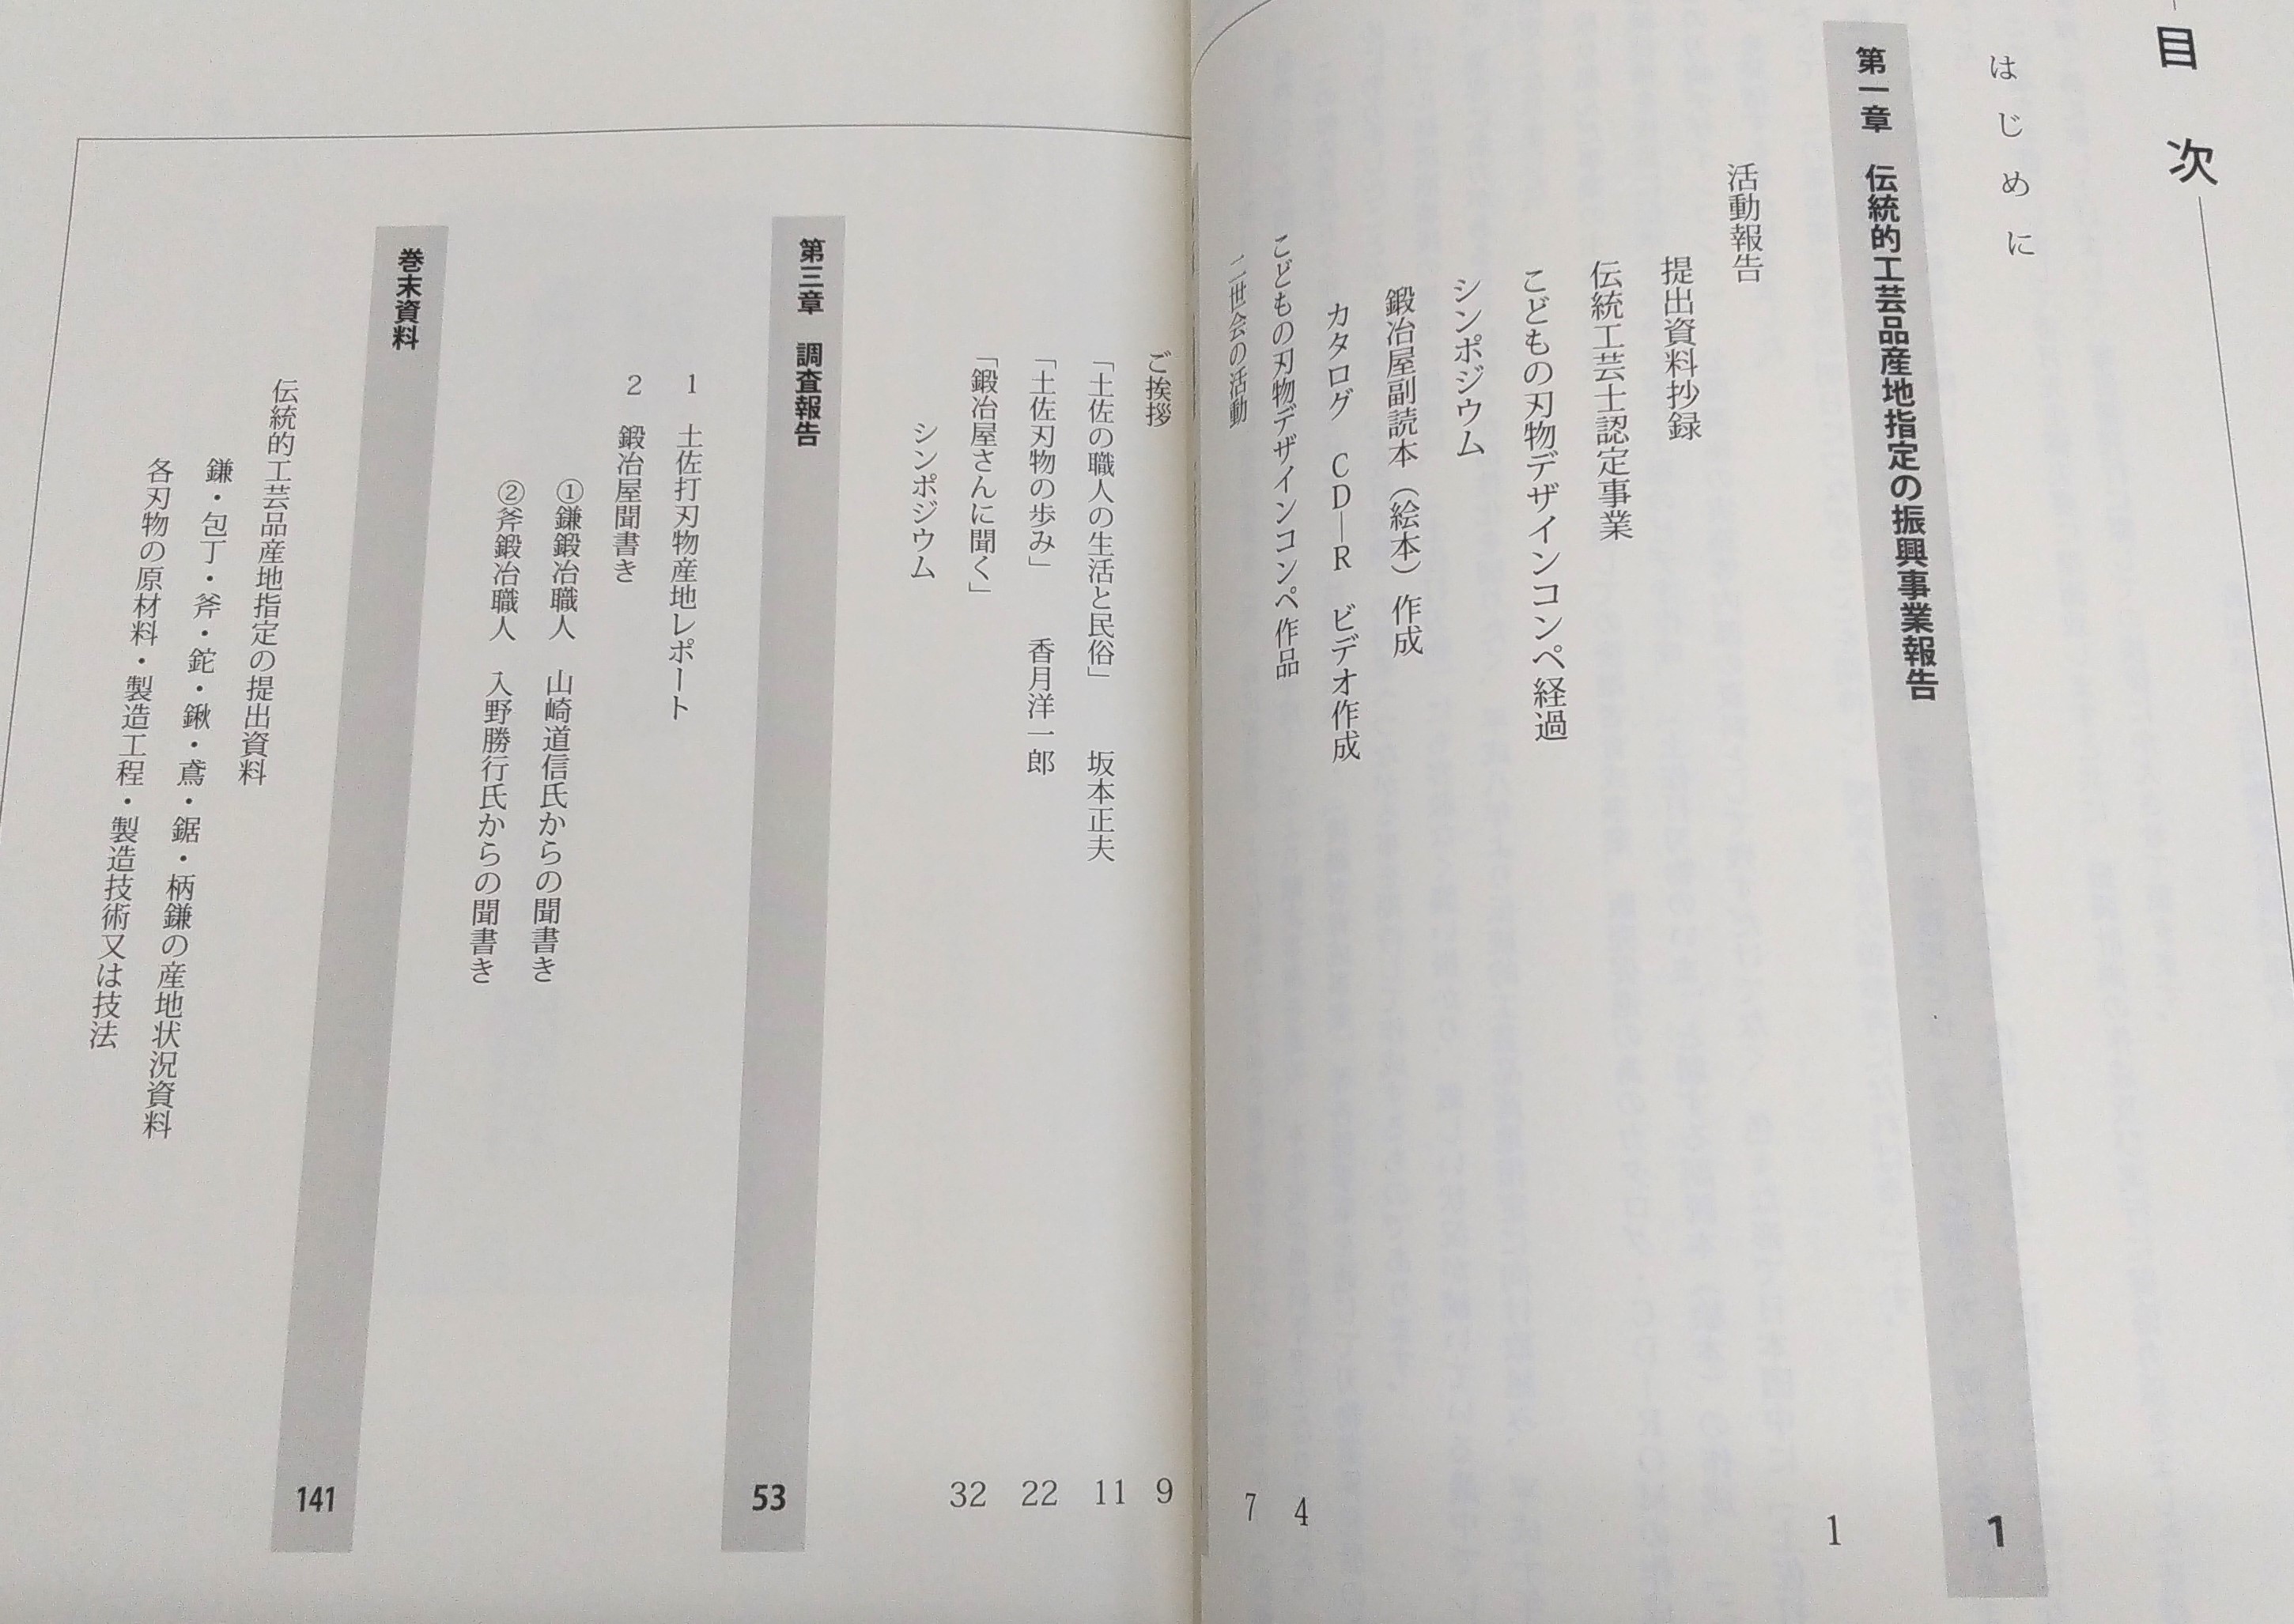 目次
はじめに
第一章 伝統的工芸品産地指定の振興事業報告 1
活動報告 1
提出資料抄録
伝統工芸士認定事業
こどもの刃物デザインコンペ経過
シンポジウム
鍛冶屋副読本（絵本）作成
カタログ CD―R ビデオ作成
こどもの刃物デザインコンペ作品 4
二世会の活動 7
ご挨拶 9
「土佐の職人の生活と民俗」 坂本正夫 11
「土佐刃物の歩み」 香月洋一郎 22
「鍛冶屋さんに聞く」 32
シンポジウム
第三章 調査報告 53
1 土佐打刃物産地レポート
2 鍛冶屋聞書き
①鎌鍛冶職人 山崎道信氏からの聞書き
②斧鍛冶職人 入野勝行氏からの聞書き
巻末資料 141
伝統的工芸品産地指定の提出資料
鎌・包丁・斧・鉈・鍬・鳶・鋸・柄鎌の産地状況資料
各刃物の原材料・製造工程・製造技術又は技法